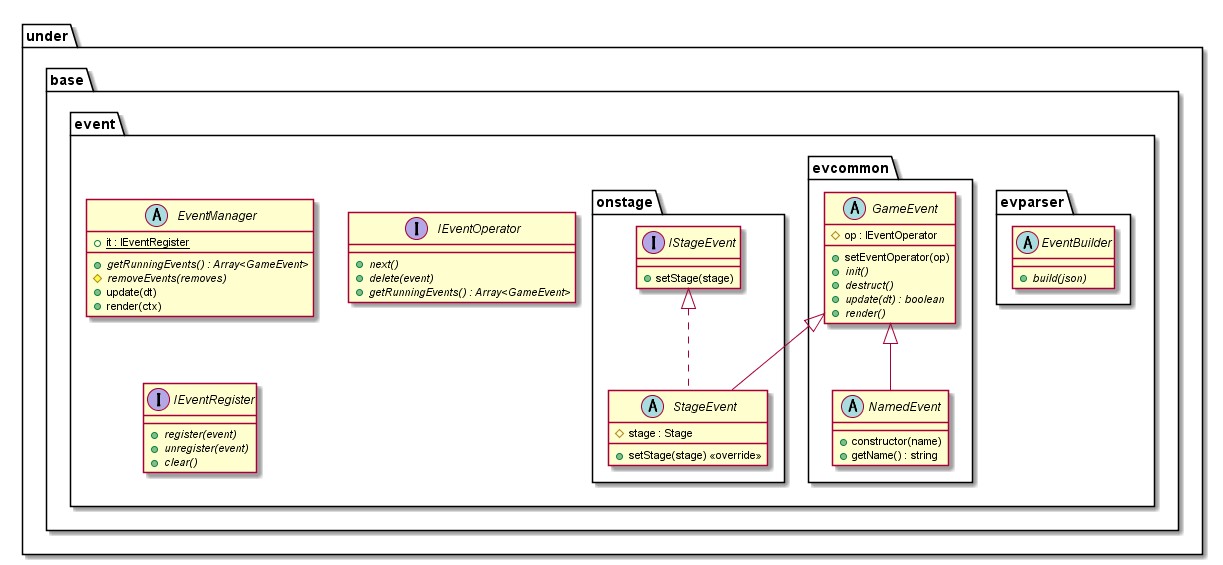 under
base
event
A EventManager
it : IEventRegister
getRunningEvents() : Array<GameEvent>
removeEvents(removes)
update(dt)
render(ctx)
I IEventOperator
next()
delete(event)
getRunningEvents() : Array<GameEvent>
onstage
I IStageEvent
setStage(stage)
evcommon
A GameEvent
op : IEventOperator
setEventOperator(op)
init()
destruct()
update(dt) : boolean
render()
evparser
A EventBuilder
build(json)
I IEventRegister
register(event)
unregister(event)
clear()
A StageEvent
stage : Stage
setStage(stage) «override»
A NamedEvent
constructor(name)
getName() : string